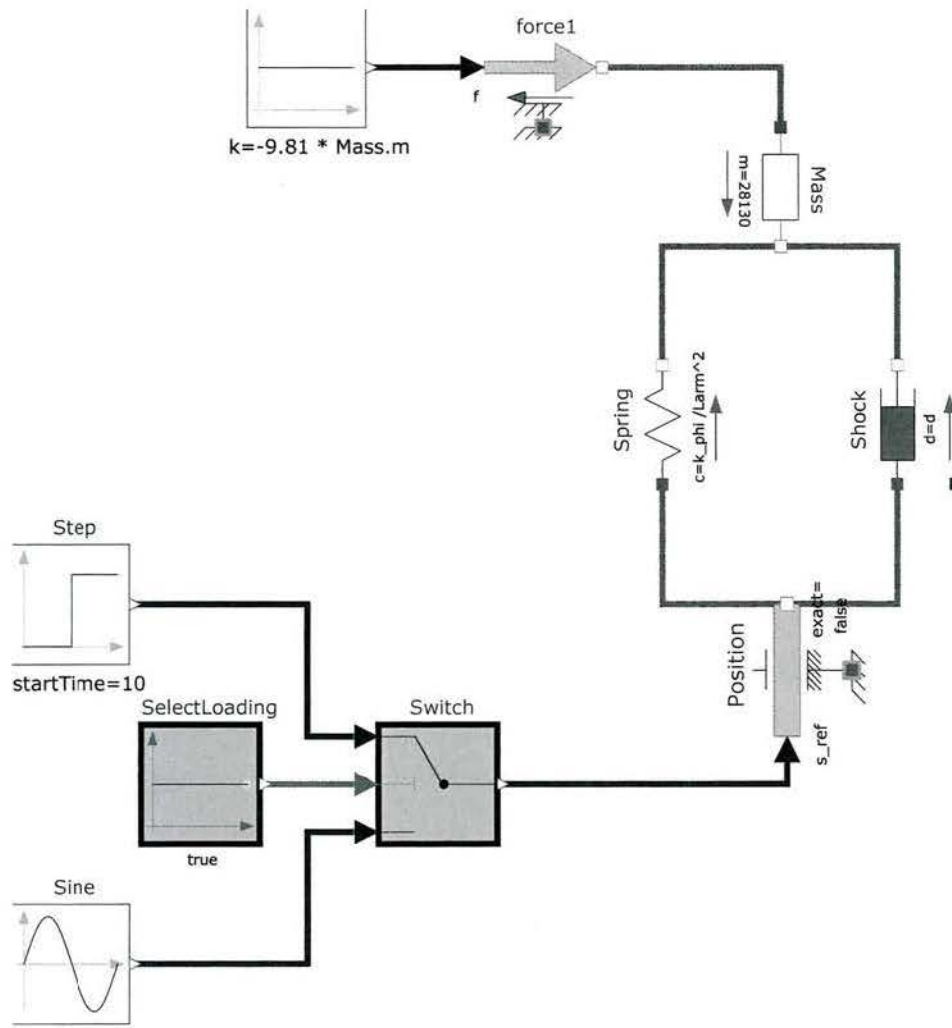 force1
f
k=-9.81 * Mass.m
Mass
m=28130
Spring
c=k_phi /Larm^2
Shock
d=d
Step
startTime=10
exact=
false
Position
s_ref
SelectLoading
Switch
true
Sine